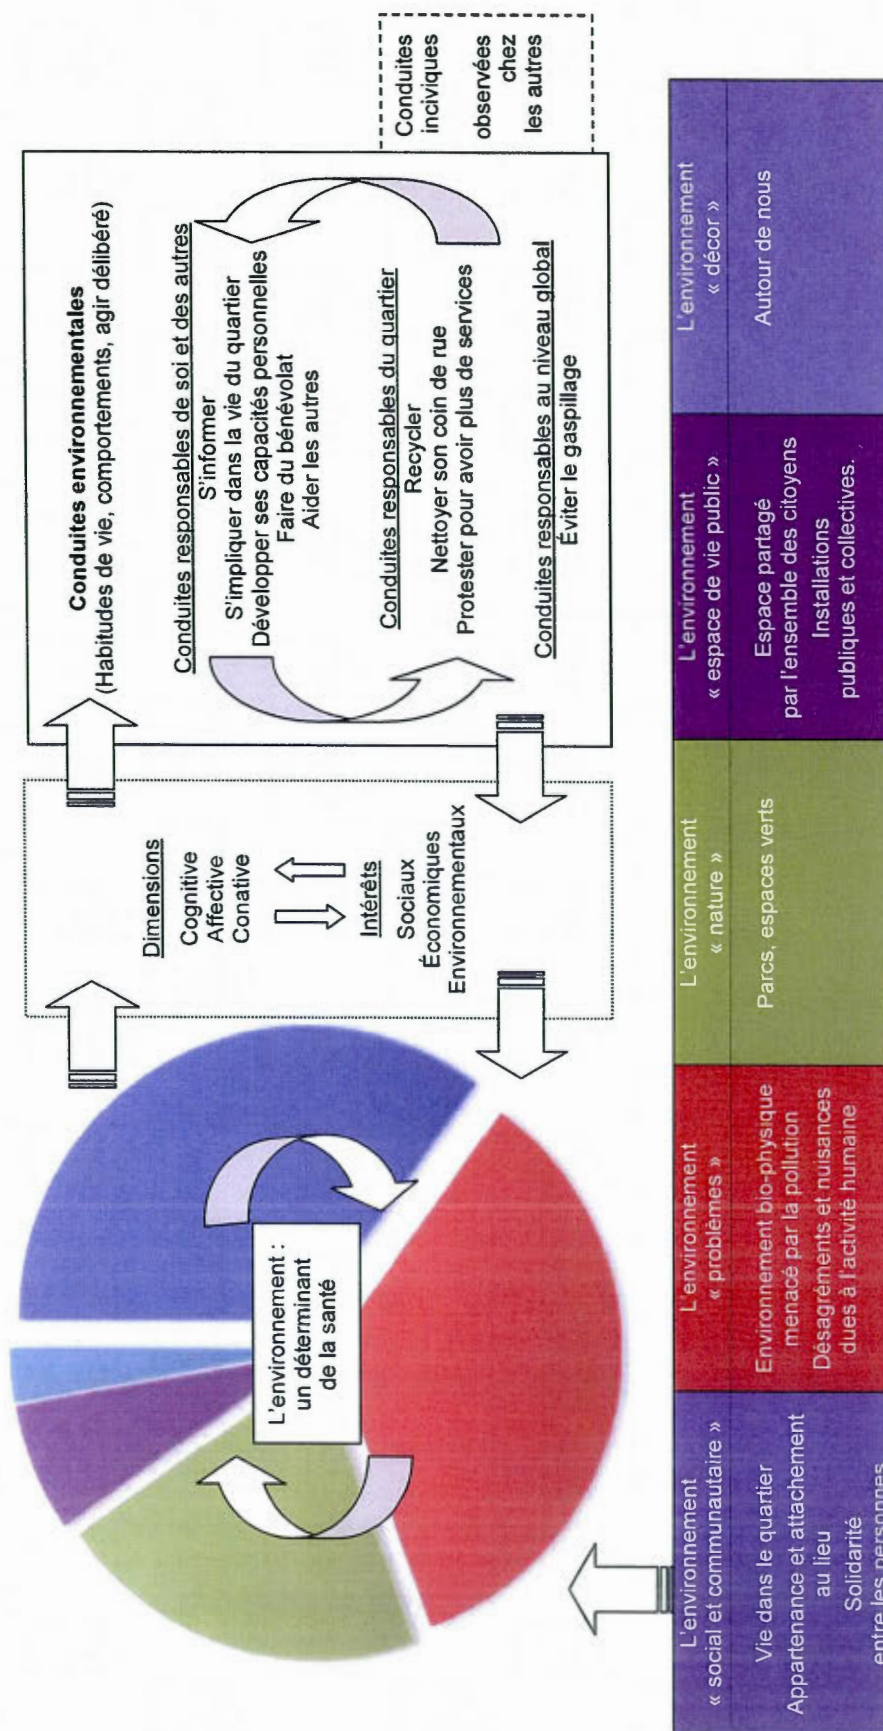 Conduites environnementales
(Habitudes de vie, comportements, agir délibéré)
Conduites responsables de soi et des autres
S'informer
S'impliquer dans la vie du quartier
Développer ses capacités personnelles
Faire du bénévolat
Aider les autres
Conduites responsables du quartier
Recycler
Nettoyer son coin de rue
Protester pour avoir plus de services
Conduites responsables au niveau global
Éviter le gaspillage
Conduites
inciviques
observées
chez
les autres
Dimensions
Cognitive
Affective
Conative
Intérêts
Sociaux
Économiques
Environnementaux
L'environnement :
un déterminant
de la santé
L'environnement
« social et communautaire »
Vie dans le quartier
Appartenance et attachement
au lieu
Solidarité
entre les personnes
L'environnement
« problèmes »
Environnement bio-physique
menacé par la pollution
Désagréments et nuisances
dues à l'activité humaine
L'environnement
« nature »
Parcs, espaces verts
L'environnement
« espace de vie public »
Espace partagé
par l'ensemble des citoyens
Installations
publiques et collectives.
L'environnement
« décor »
Autour de nous